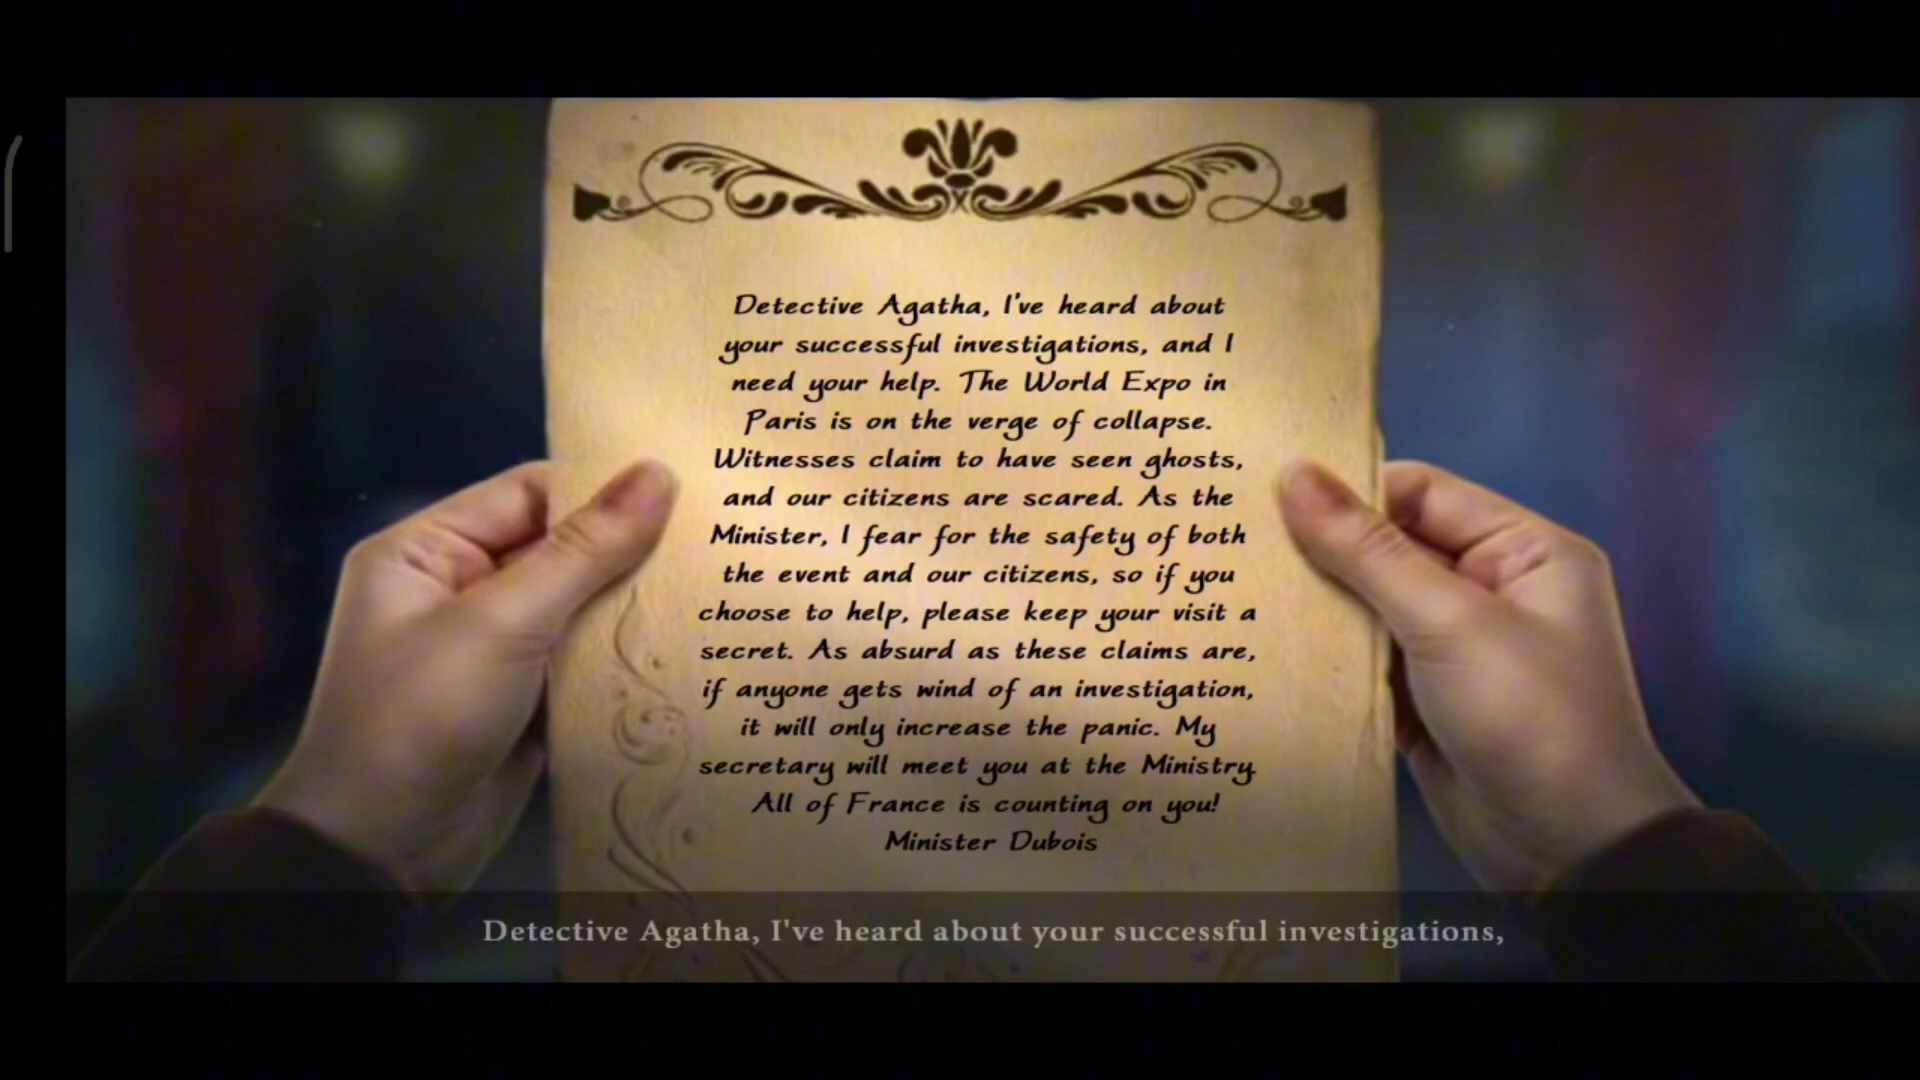 Detective Agatha, I've heard about
your successful investigations, and I
need your help. The World Expo in
Paris is on the verge of collapse.
Witnesses claim to have seen ghosts,
and our citizens are scared. As the
Minister, I fear for the safety of both
the event and our citizens, so if you
choose to help, please keep your visit a
secret. As absurd as these claims are,
if anyone gets wind of an investigation,
it will only increase the panic. My
secretary will meet you at the Ministry.
All of France is counting on you!
Minister Dubois
Detective Agatha, I've heard about your successful investigations,